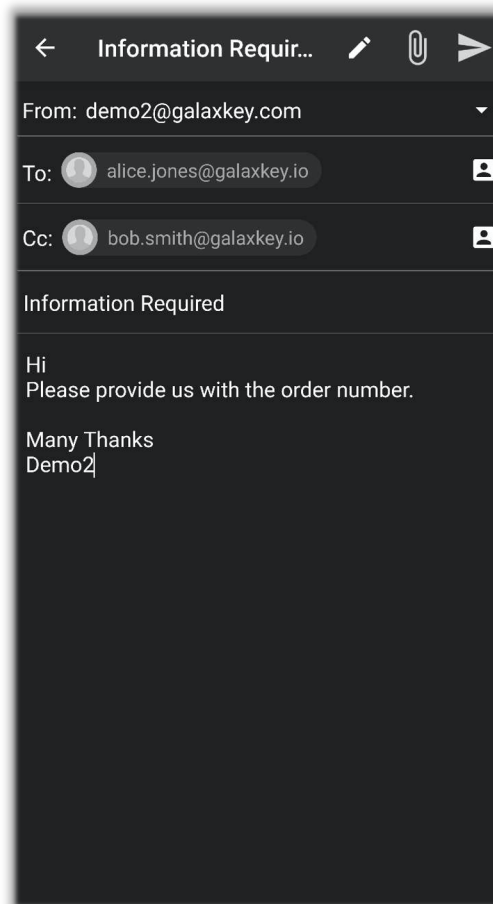 Information Requir...
From: demo2@galaxkey.com
To: alice.jones@galaxkey.io
Cc: bob.smith@galaxkey.io
Information Required
Hi
Please provide us with the order number.
Many Thanks
Demo2